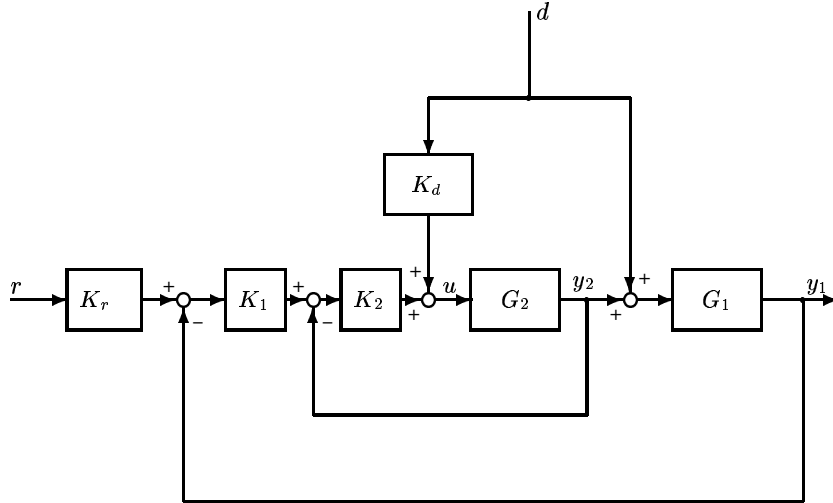 d
K_d
r
K_r
+
−
K_1
+
−
K_2
+
+
u
G_2
y_2
+
+
G_1
y_1